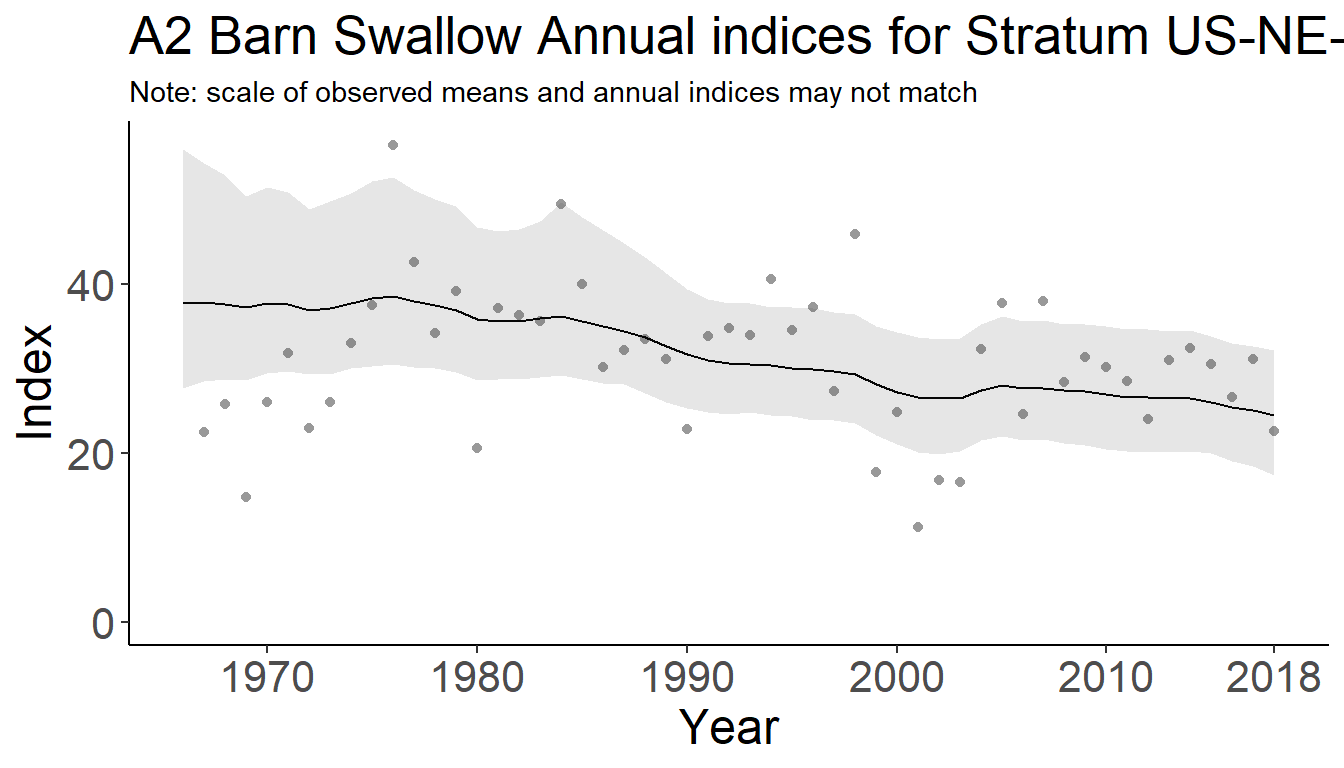 A2 Barn Swallow Annual indices for Stratum US-NE-
Note: scale of observed means and annual indices may not match
40
20
0
Index
1970 1980 1990 2000 2010 2018
Year